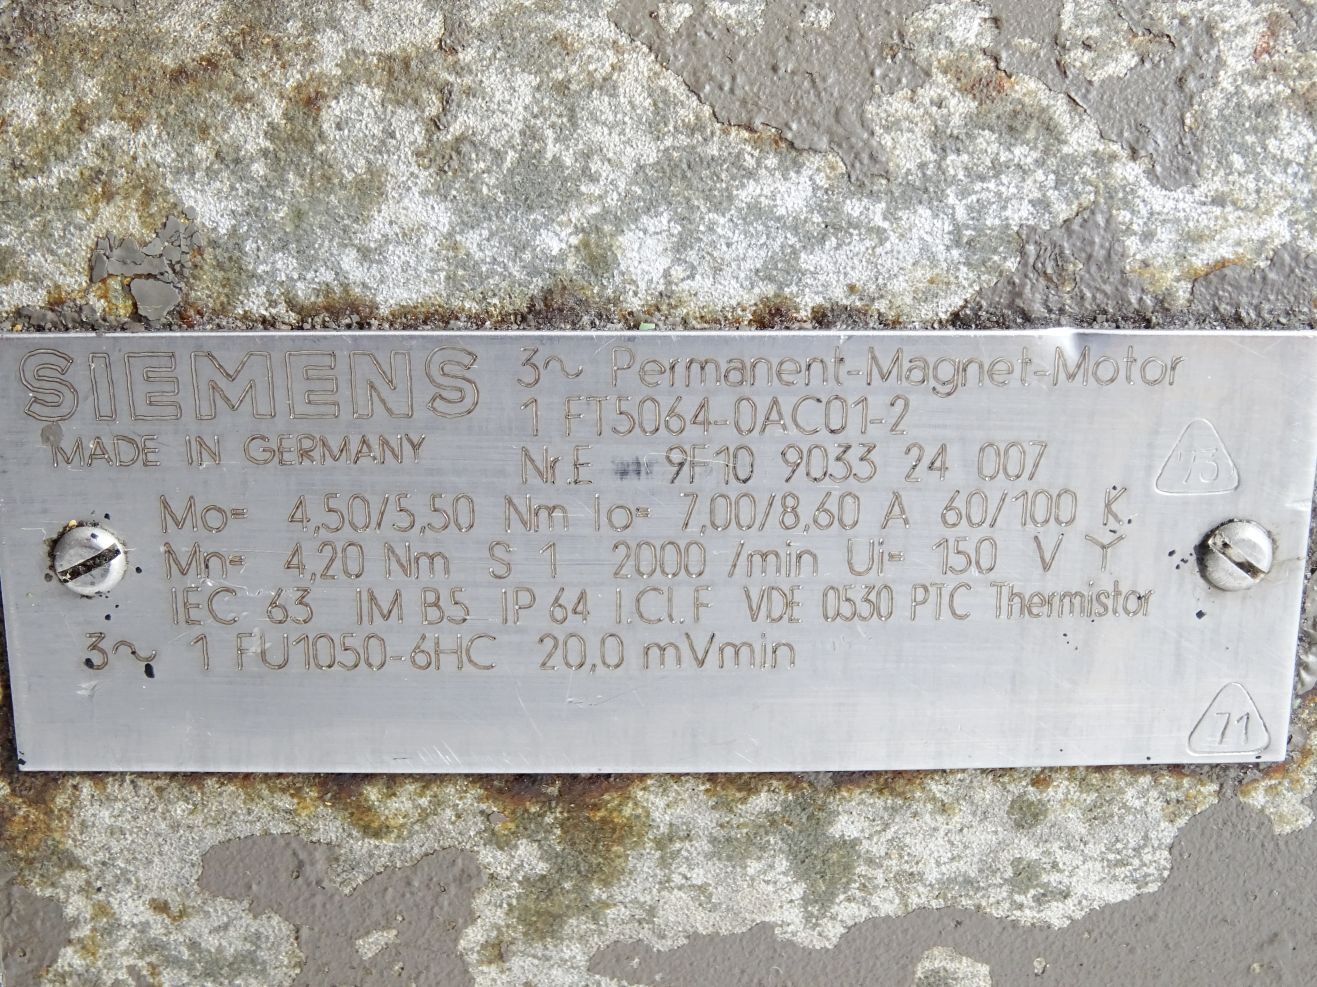 SIEMENS
3~ Permanent-Magnet-Motor
1 FT5064-0AC01-2
MADE IN GERMANY
Nr.E 9F10 9033 24 007
Mo= 4,50/5,50 Nm Io= 7,00/8,60 A 60/100 K
Mn= 4,20 Nm S 1 2000 /min Ui= 150 V Y
IEC 63 IM B5 IP 64 I.Cl.F VDE 0530 PTC Thermistor
3~ 1 FU1050-6HC 20,0 mVmin
71